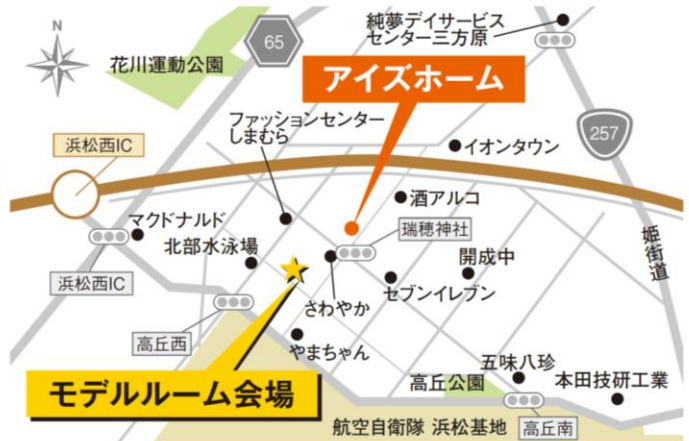 純夢デイサービス
センター三方原
N
65
花川運動公園
アイズホーム
ファッションセンター
しまむら
257
浜松西IC
イオンタウン
酒アルコ
マクドナルド
瑞穂神社
北部水泳場
開成中
姫街道
浜松西IC
セブンイレブン
さわやか
高丘西
やまちゃん
五味八珍
モデルルーム会場
高丘公園
本田技研工業
航空自衛隊 浜松基地
高丘南